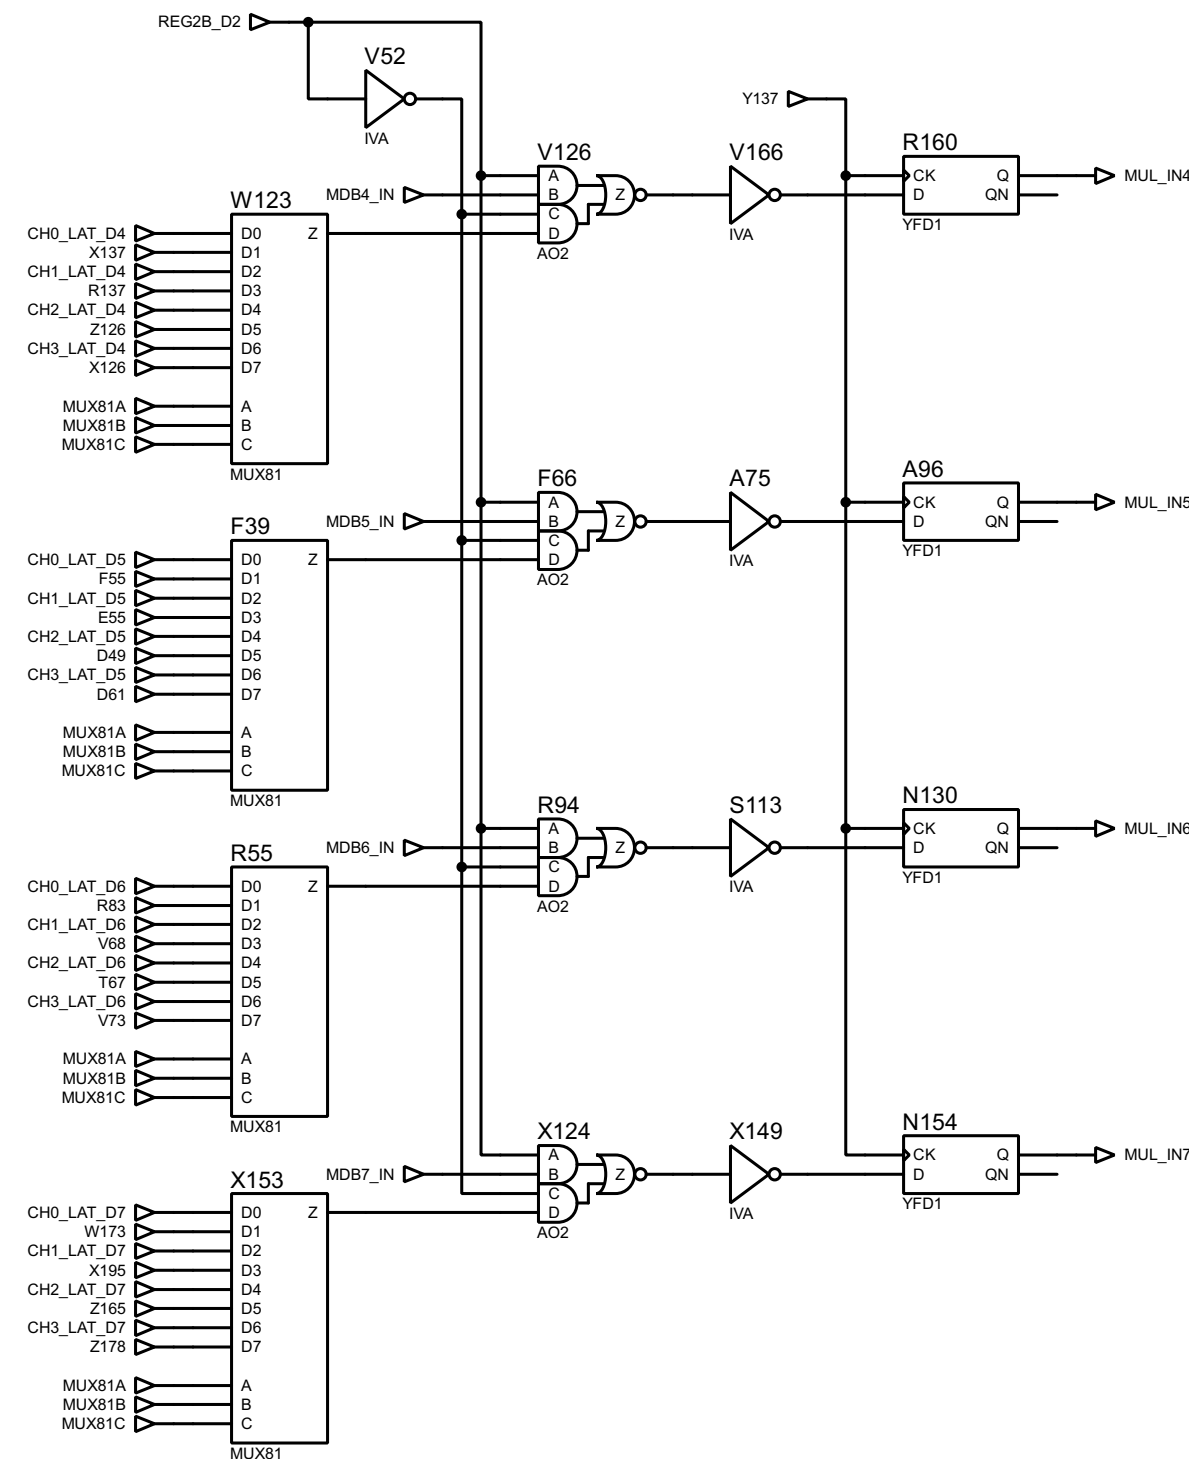 REG2B_D2
V52
IVA
Y137
V126
A
B
C
D
Z
AO2
V166
IVA
R160
CK
D
Q
QN
YFD1
MUL_IN4
MDB4_IN
W123
CH0_LAT_D4 D0 Z
X137 D1
CH1_LAT_D4 D2
R137 D3
CH2_LAT_D4 D4
Z126 D5
CH3_LAT_D4 D6
X126 D7
MUX81A A
MUX81B B
MUX81C C
MUX81
F66
A
B
C
D
Z
AO2
A75
IVA
A96
CK
D
Q
QN
YFD1
MUL_IN5
MDB5_IN
F39
CH0_LAT_D5 D0 Z
F55 D1
CH1_LAT_D5 D2
E55 D3
CH2_LAT_D5 D4
D49 D5
CH3_LAT_D5 D6
D61 D7
MUX81A A
MUX81B B
MUX81C C
MUX81
R94
A
B
C
D
Z
AO2
S113
IVA
N130
CK
D
Q
QN
YFD1
MUL_IN6
MDB6_IN
R55
CH0_LAT_D6 D0 Z
R83 D1
CH1_LAT_D6 D2
V68 D3
CH2_LAT_D6 D4
T67 D5
CH3_LAT_D6 D6
V73 D7
MUX81A A
MUX81B B
MUX81C C
MUX81
X124
A
B
C
D
Z
AO2
X149
IVA
N154
CK
D
Q
QN
YFD1
MUL_IN7
MDB7_IN
X153
CH0_LAT_D7 D0 Z
W173 D1
CH1_LAT_D7 D2
X195 D3
CH2_LAT_D7 D4
Z165 D5
CH3_LAT_D7 D6
Z178 D7
MUX81A A
MUX81B B
MUX81C C
MUX81